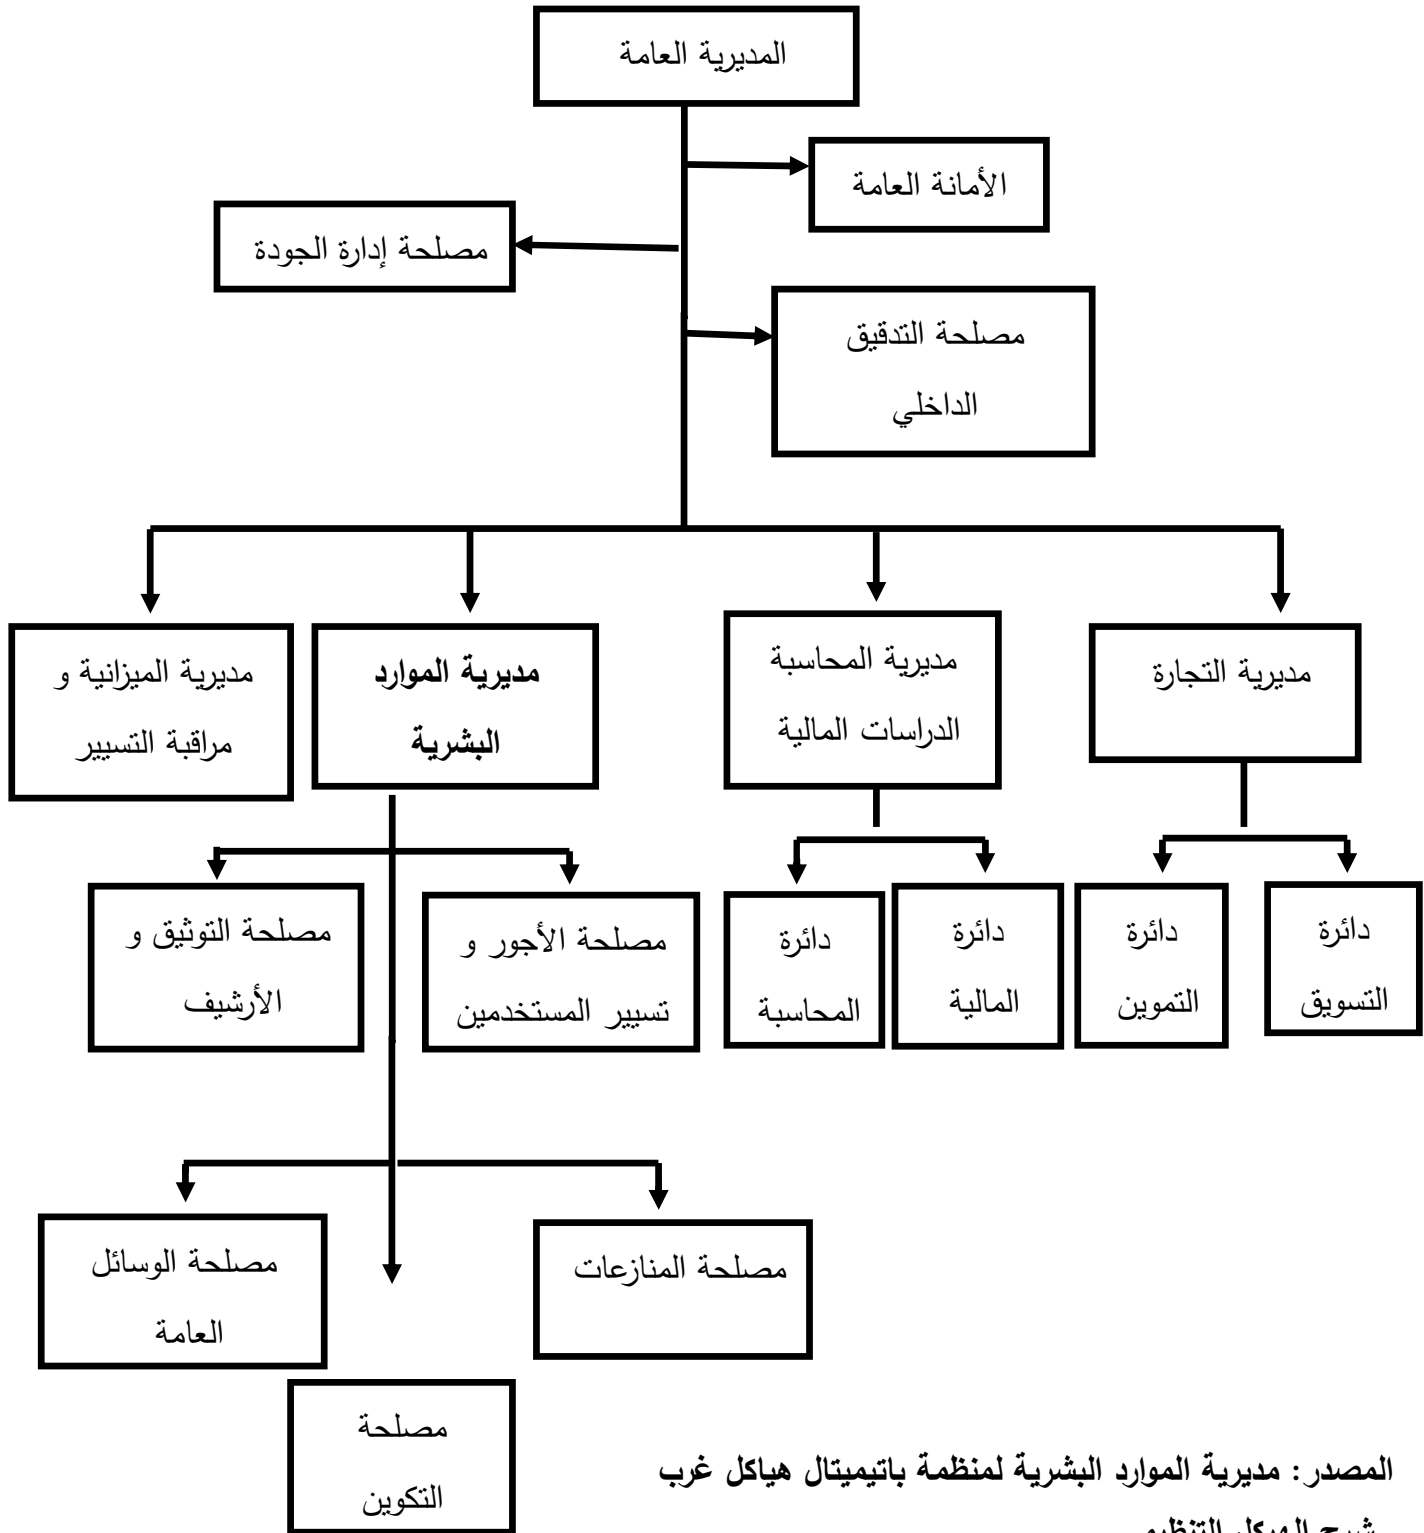 المديرية العامة
الأمانة العامة
مصلحة إدارة الجودة
مصلحة التدقيق
الداخلي
مديرية التجارة
مديرية المحاسبة
الدراسات المالية
مديرية الموارد
البشرية
مديرية الميزانية و
مراقبة التسيير
دائرة
التسويق
دائرة
التموين
دائرة
المالية
دائرة
المحاسبة
مصلحة الأجور و
تسيير المستخدمين
مصلحة التوثيق و
الأرشيف
مصلحة المنازعات
مصلحة الوسائل
العامة
مصلحة
التكوين
المصدر: مديرية الموارد البشرية لمنظمة باتيميتال هياكل غرب